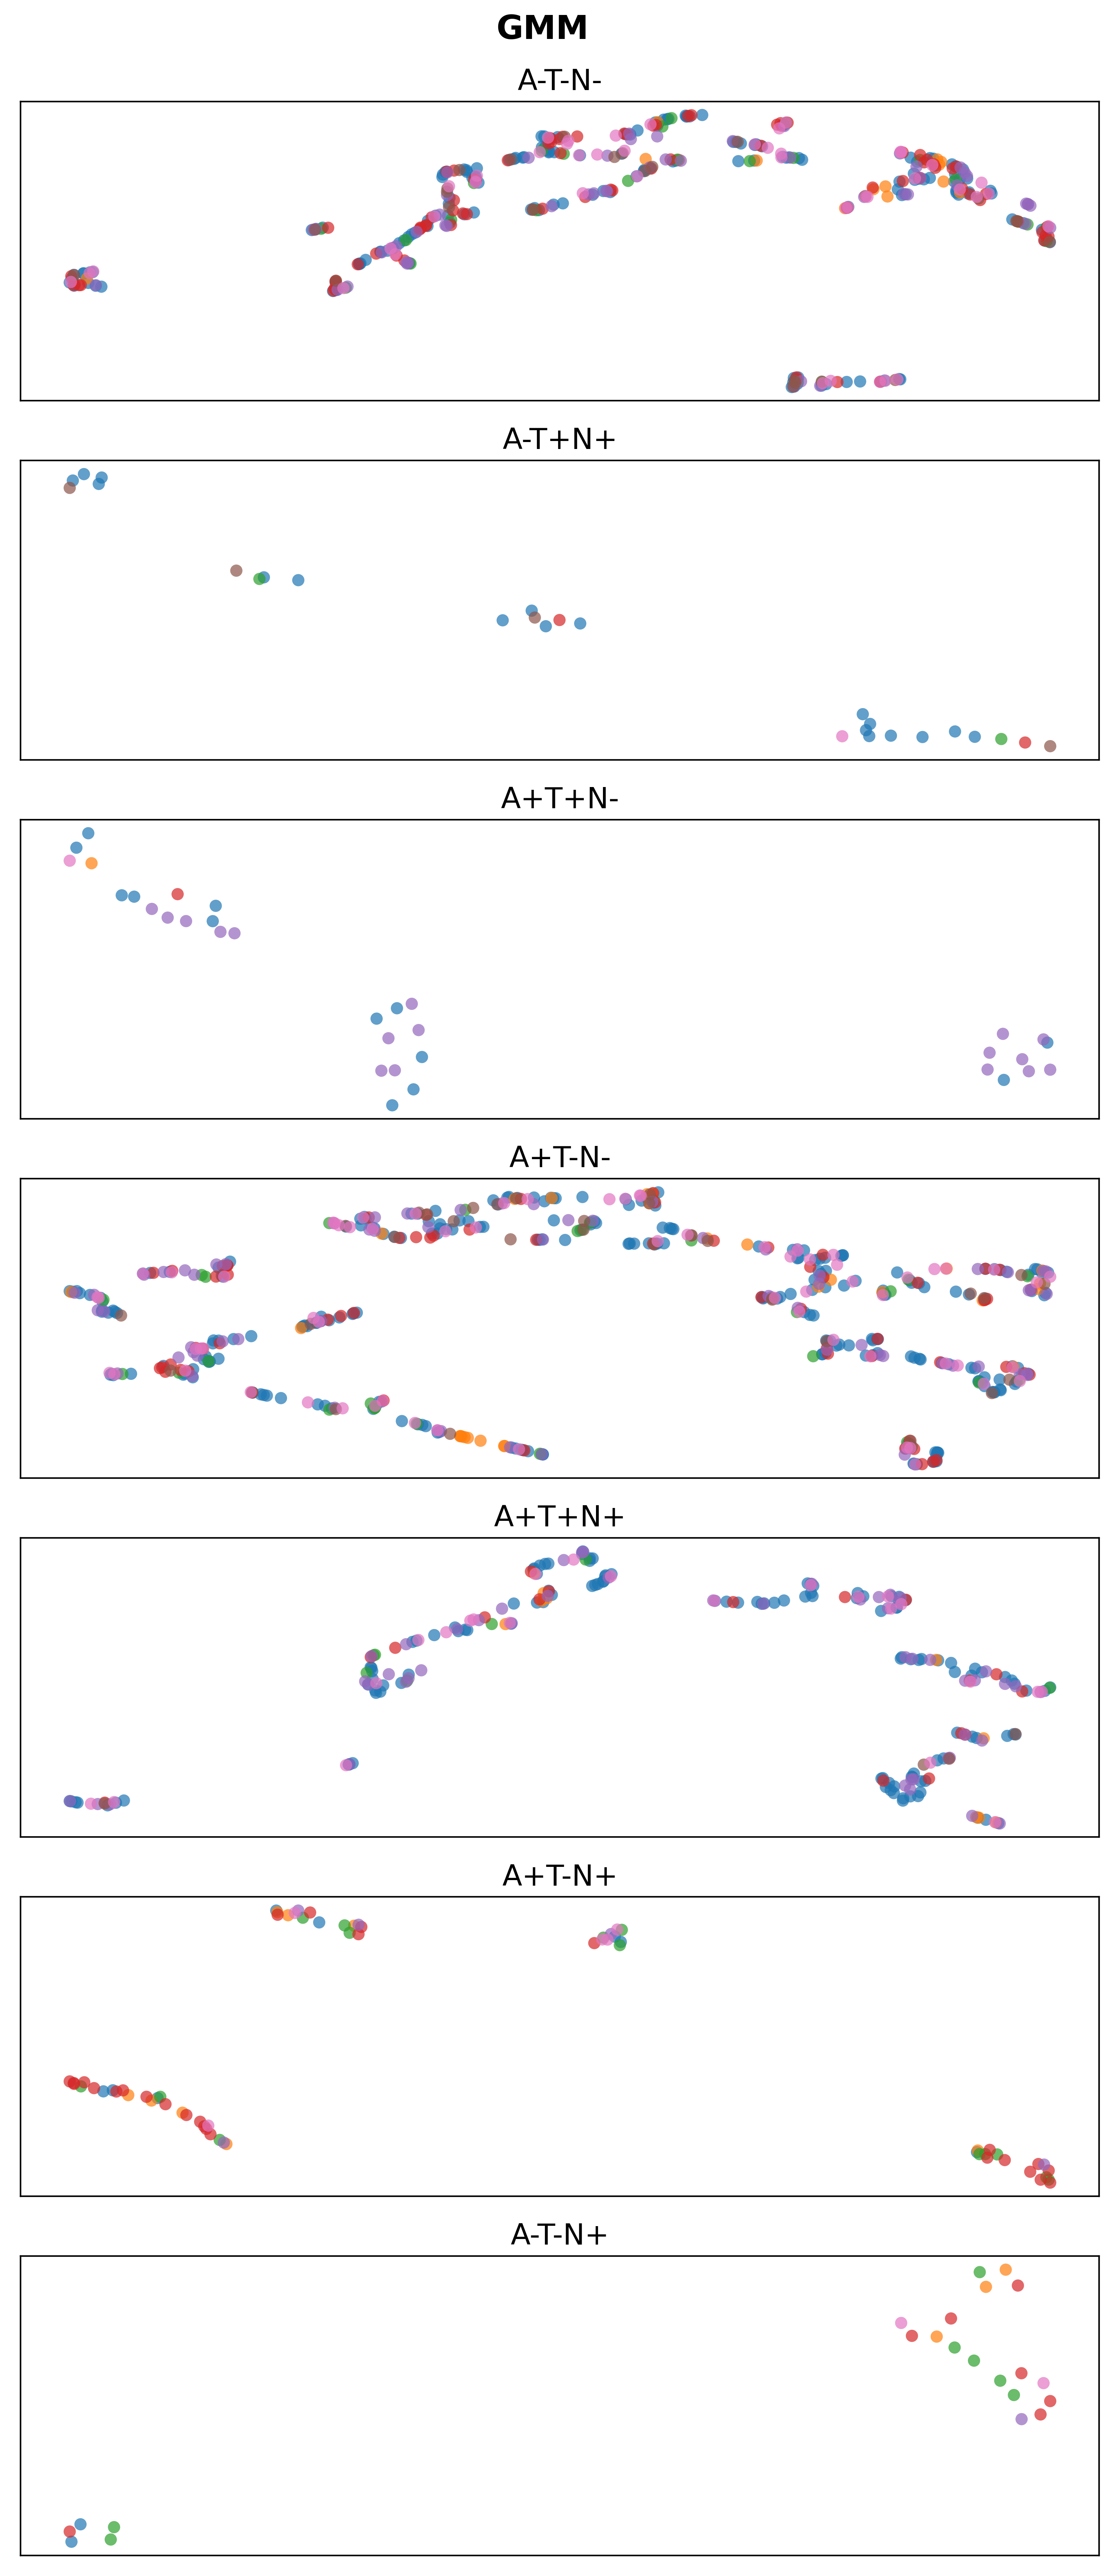 GMM
A-T-N-
A-T+N+
A+T+N-
A+T-N-
A+T+N+
A+T-N+
A-T-N+